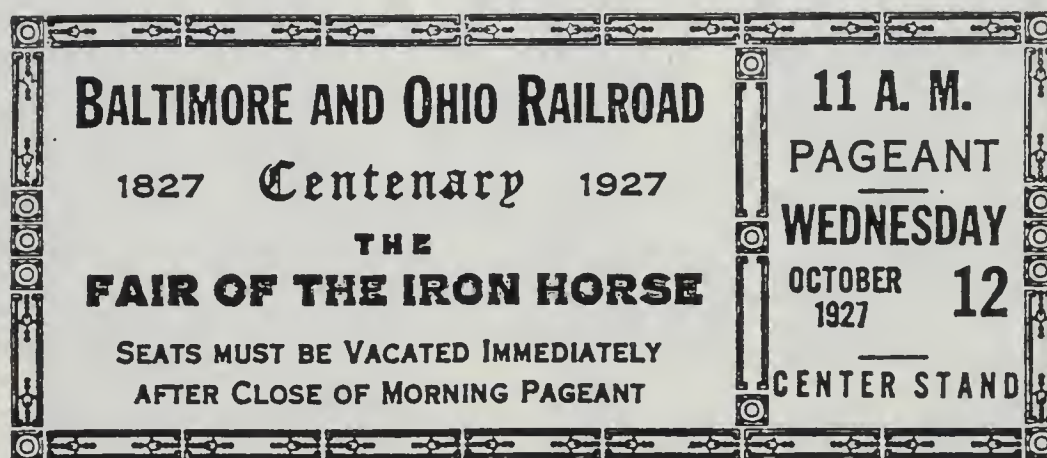 BALTIMORE AND OHIO RAILROAD
1827 Centenary 1927
THE
FAIR OF THE IRON HORSE
SEATS MUST BE VACATED IMMEDIATELY
AFTER CLOSE OF MORNING PAGEANT
11 A. M.
PAGEANT
WEDNESDAY
OCTOBER 12
1927
CENTER STAND